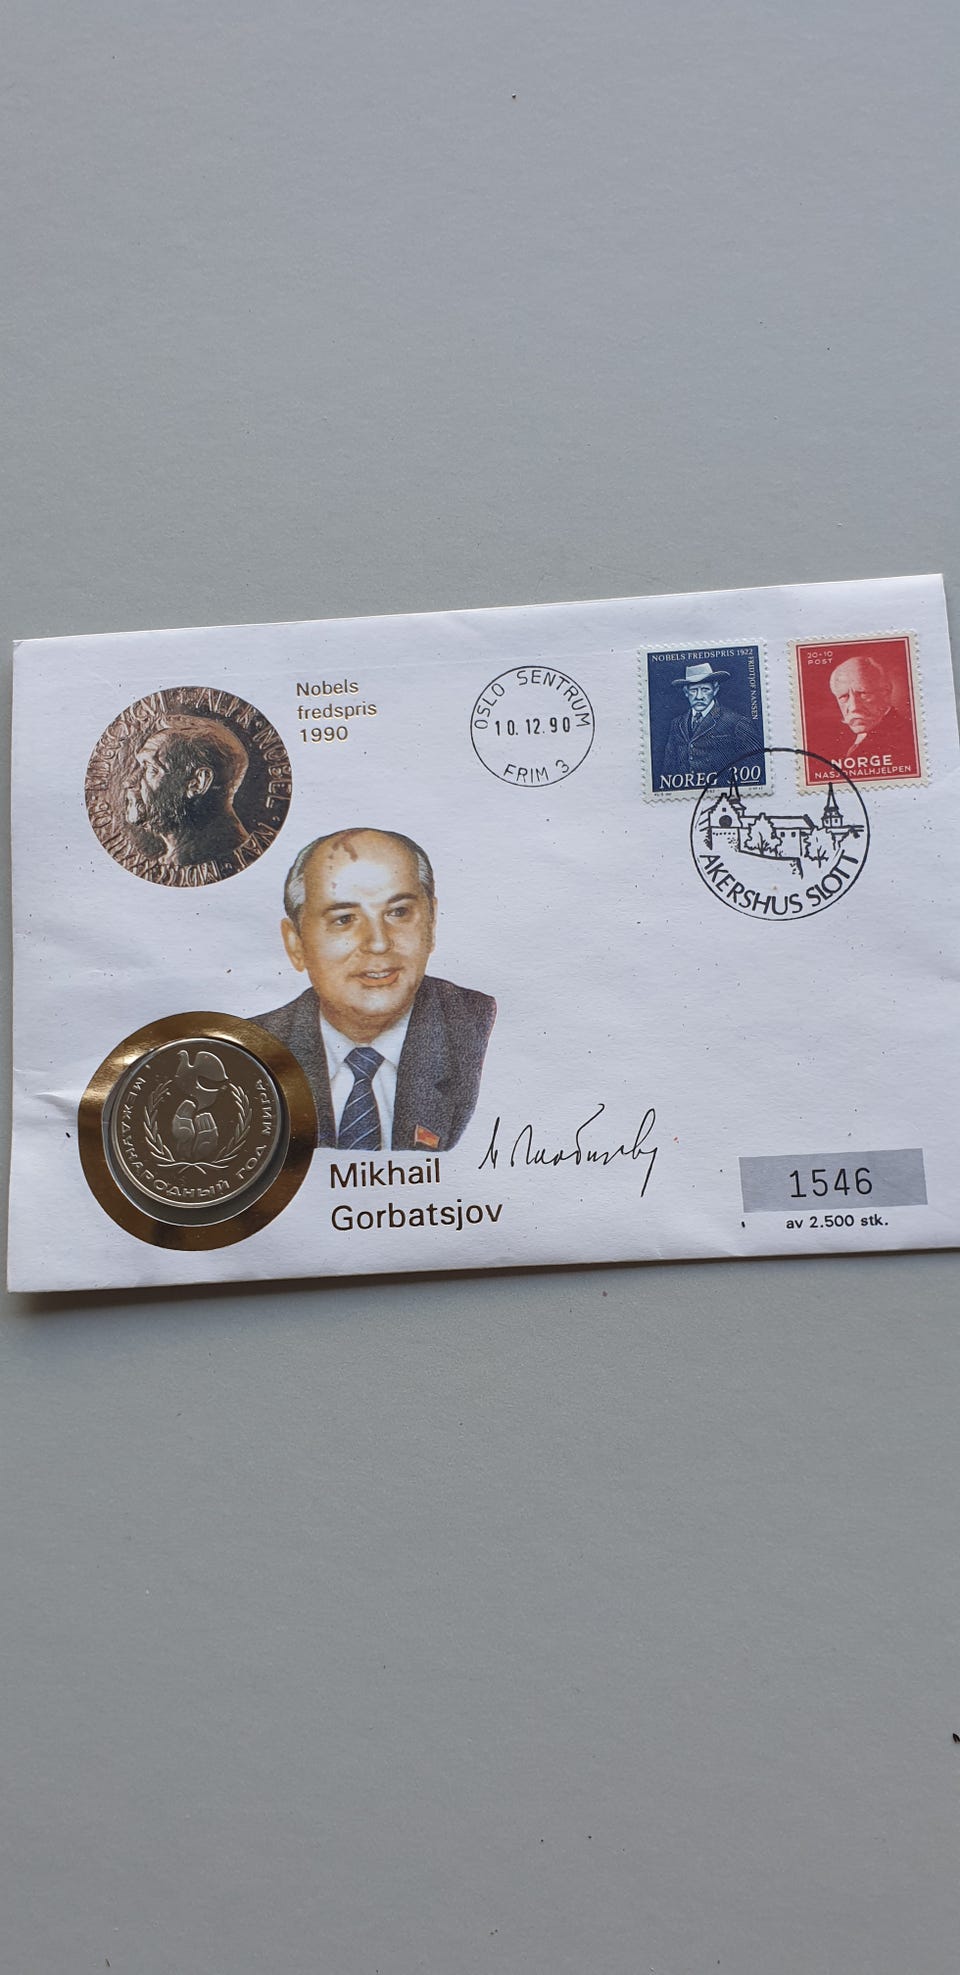 Nobels
fredspris
1990
OSLO SENTRUM
10.12.90
FRIM 3
NOBELS FREDSPRIS 1922
FRIDTJOF NANSEN
NOREG 3.00
20+10
POST
NORGE
NASJONALHJELPEN
AKERSHUS SLOTT
МЕЖДУНАРОДНЫЙ ГОД МИРА
Mikhail
Gorbatsjov
1546
av 2.500 stk.